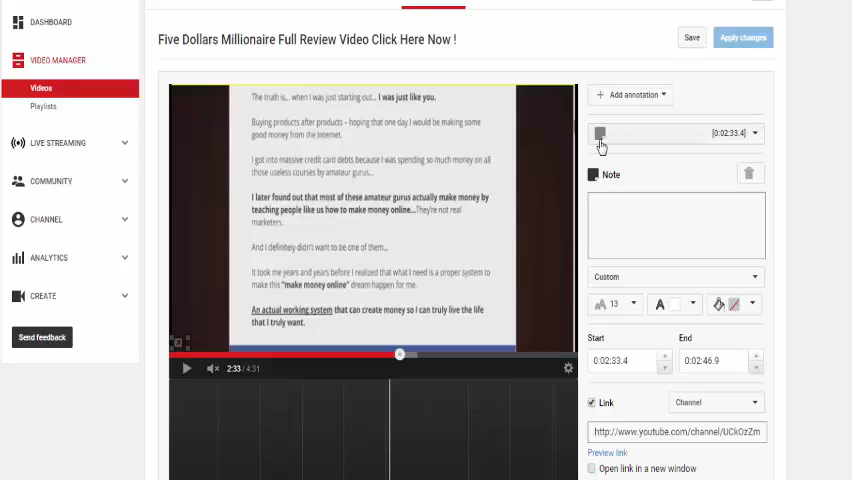 DASHBOARD
VIDEO MANAGER
Videos
Playlists
LIVE STREAMING
COMMUNITY
CHANNEL
ANALYTICS
CREATE
Send feedback
Five Dollars Millionaire Full Review Video Click Here Now !
Save
Apply changes
The truth is... when I was just starting out... I was just like you.
Buying products after products – hoping that one day I would be making some
good money from the Internet.
I got into massive credit card debts because I was spending so much money on all
those useless courses from amateur gurus...
I later found out that most of these amateur gurus actually make money by
teaching people like us how to make money online...They're not real
marketers.
And I definitely didn't want to be one of them...
It took me years and years before I realized that what I need is a proper system to
make this "make money online" dream happen for me.
An actual working system that can create money so I can truly live the life
that I truly want.
2:33 / 4:31
+ Add annotation
[0:02:33.4]
Note
Custom
AA 13
A
Start
End
0:02:33.4
0:02:46.9
Link
Channel
http://www.youtube.com/channel/UCkOzZm
Preview link
Open link in a new window